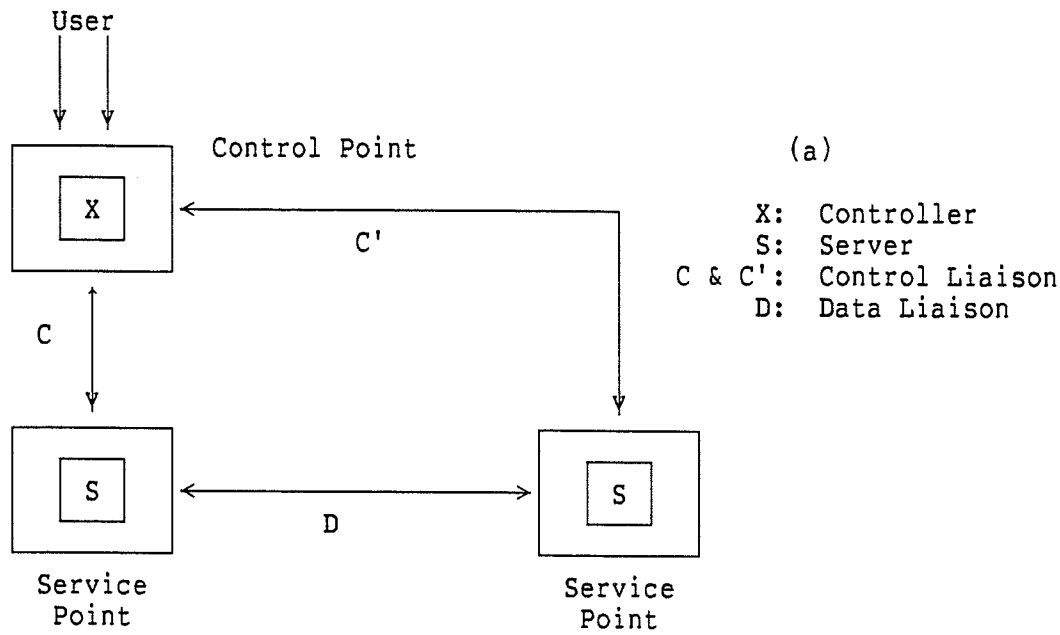 User
Control Point
(a)
X
C'
X: Controller
S: Server
C & C': Control Liaison
D: Data Liaison
C
S
S
D
Service
Point
Service
Point